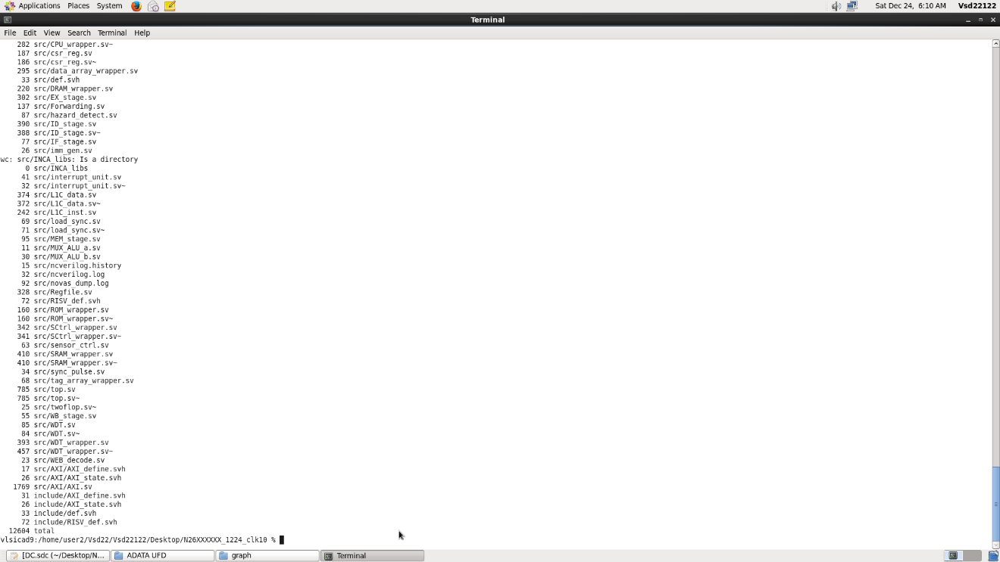 Applications Places System Sat Dec 24, 6:10 AM Vsd22122
Terminal
File Edit View Search Terminal Help
282 src/CPU_wrapper.sv~
187 src/csr_reg.sv
186 src/csr_reg.sv~
295 src/data_array_wrapper.sv
33 src/def.svh
220 src/DRAM_wrapper.sv
302 src/EX_stage.sv
137 src/Forwarding.sv
87 src/hazard_detect.sv
390 src/ID_stage.sv
388 src/ID_stage.sv~
77 src/IF_stage.sv
26 src/imm_gen.sv
wc: src/INCA_libs: Is a directory
0 src/INCA_libs
41 src/interrupt_unit.sv
32 src/interrupt_unit.sv~
374 src/L1C_data.sv
372 src/L1C_data.sv~
242 src/L1C_inst.sv
69 src/load_sync.sv
71 src/load_sync.sv~
95 src/MEM_stage.sv
11 src/MUX_ALU_a.sv
30 src/MUX_ALU_b.sv
15 src/ncverilog.history
32 src/ncverilog.log
92 src/novas_dump.log
328 src/Regfile.sv
72 src/RISV_def.svh
160 src/ROM_wrapper.sv
160 src/ROM_wrapper.sv~
342 src/SCtrl_wrapper.sv
341 src/SCtrl_wrapper.sv~
63 src/sensor_ctrl.sv
410 src/SRAM_wrapper.sv
410 src/SRAM_wrapper.sv~
34 src/sync_pulse.sv
68 src/tag_array_wrapper.sv
785 src/top.sv
785 src/top.sv~
25 src/twoflop.sv~
55 src/WB_stage.sv
85 src/WDT.sv
84 src/WDT.sv~
393 src/WDT_wrapper.sv
457 src/WDT_wrapper.sv~
23 src/WEB_decode.sv
17 src/AXI/AXI_define.svh
26 src/AXI/AXI_state.svh
1769 src/AXI/AXI.sv
31 include/AXI_define.svh
26 include/AXI_state.svh
33 include/def.svh
72 include/RISV_def.svh
12604 total
vlsicad9:/home/user2/Vsd22/Vsd22122/Desktop/N26XXXXXX_1224_clk10 %
[DC.sdc (~/Desktop/N... ADATA UFD graph Terminal